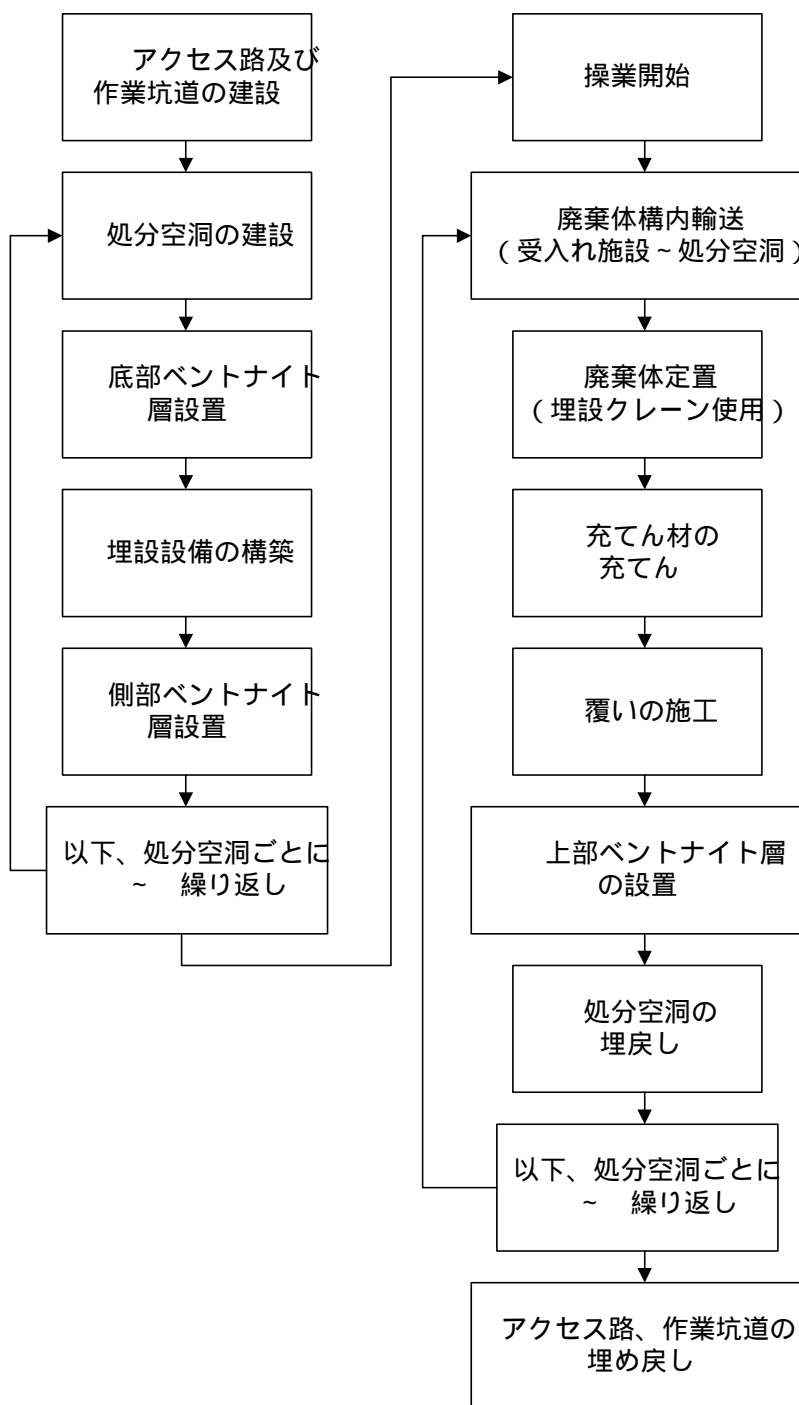 アクセス路及び
作業坑道の建設
処分空洞の建設
底部ベントナイト
層設置
埋設設備の構築
側部ベントナイト
層設置
以下、処分空洞ごとに
~ 繰り返し
操業開始
廃棄体構内輸送
(受入れ施設~処分空洞)
廃棄体定置
(埋設クレーン使用)
充てん材の
充てん
覆いの施工
上部ベントナイト層
の設置
処分空洞の
埋戻し
以下、処分空洞ごとに
~ 繰り返し
アクセス路、作業坑道の
埋め戻し